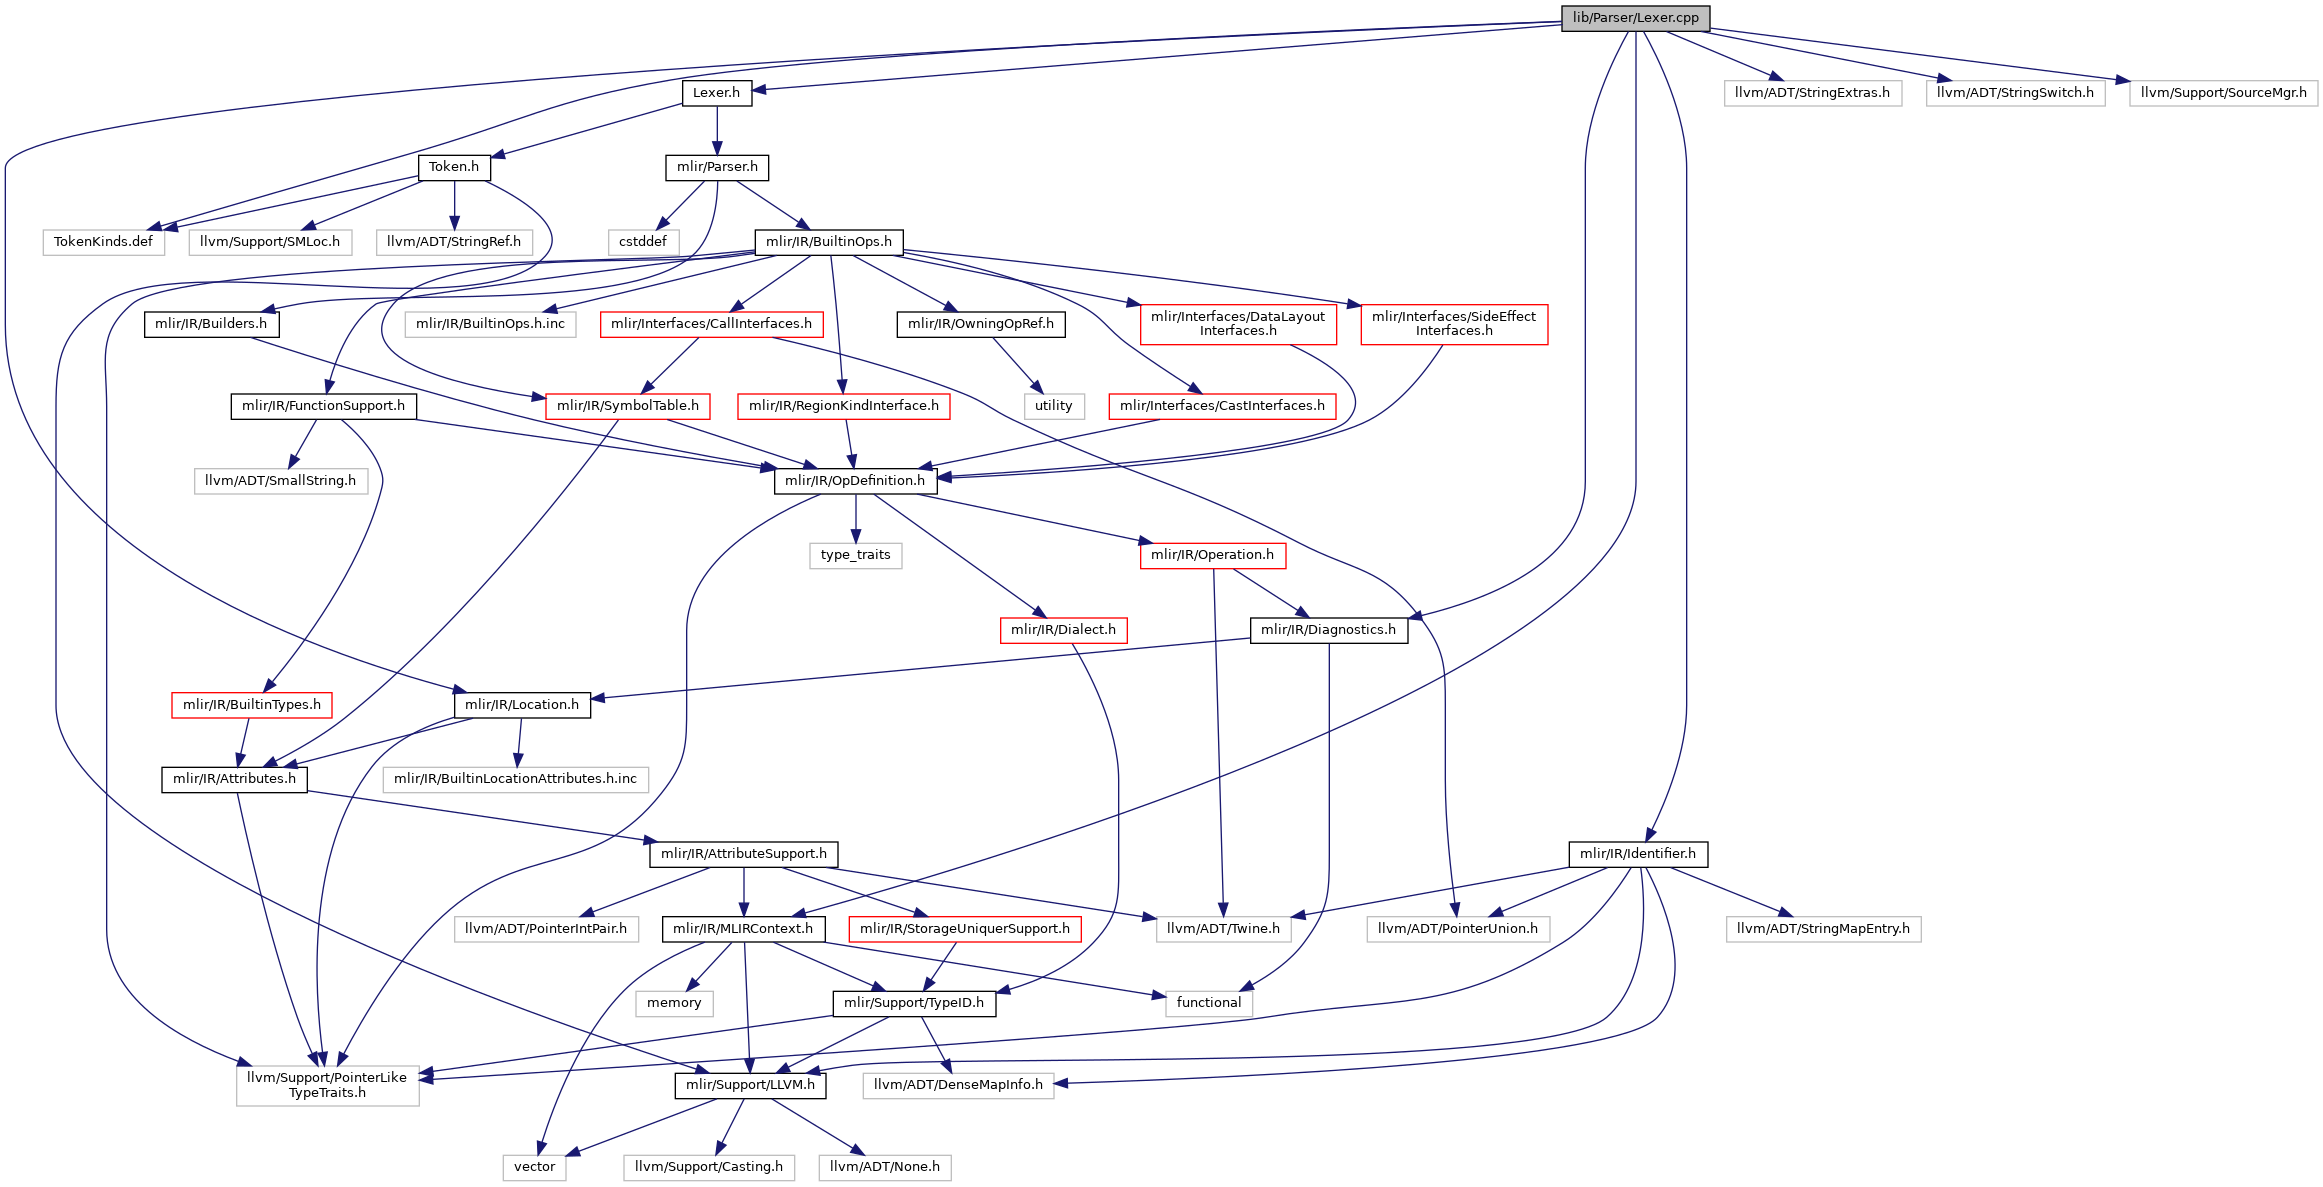 lib/Parser/Lexer.cpp
Lexer.h
llvm/ADT/StringExtras.h
llvm/ADT/StringSwitch.h
llvm/Support/SourceMgr.h
Token.h
mlir/Parser.h
TokenKinds.def
llvm/Support/SMLoc.h
llvm/ADT/StringRef.h
cstddef
mlir/IR/BuiltinOps.h
mlir/IR/Builders.h
mlir/IR/BuiltinOps.h.inc
mlir/Interfaces/CallInterfaces.h
mlir/IR/OwningOpRef.h
mlir/Interfaces/DataLayout
Interfaces.h
mlir/Interfaces/SideEffect
Interfaces.h
mlir/IR/FunctionSupport.h
mlir/IR/SymbolTable.h
mlir/IR/RegionKindInterface.h
utility
mlir/Interfaces/CastInterfaces.h
llvm/ADT/SmallString.h
mlir/IR/OpDefinition.h
type_traits
mlir/IR/Operation.h
mlir/IR/Dialect.h
mlir/IR/Diagnostics.h
mlir/IR/BuiltinTypes.h
mlir/IR/Location.h
mlir/IR/Attributes.h
mlir/IR/BuiltinLocationAttributes.h.inc
mlir/IR/AttributeSupport.h
mlir/IR/Identifier.h
llvm/ADT/PointerIntPair.h
mlir/IR/MLIRContext.h
mlir/IR/StorageUniquerSupport.h
llvm/ADT/Twine.h
llvm/ADT/PointerUnion.h
llvm/ADT/StringMapEntry.h
memory
mlir/Support/TypeID.h
functional
llvm/Support/PointerLike
TypeTraits.h
mlir/Support/LLVM.h
llvm/ADT/DenseMapInfo.h
vector
llvm/Support/Casting.h
llvm/ADT/None.h